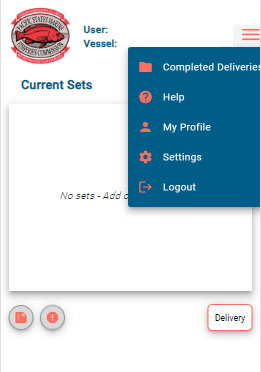 PACIFIC STATES MARINE
FISHERIES COMMISSION
User:
Vessel:
Completed Deliveries
Help
Current Sets
My Profile
Settings
No sets - Add
Logout
Delivery